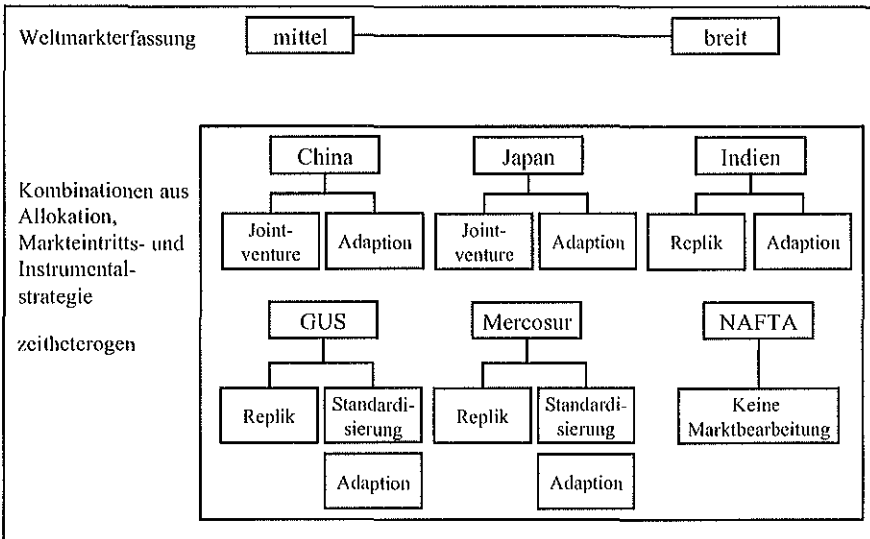 Weltmarkterfassung
mittel
breit
Kombinationen aus
Allokation,
Markteintritts- und
Instrumental-
strategie
zeitheterogen
China
Japan
Indien
Joint-
venture
Adaption
Joint-
venture
Adaption
Replik
Adaption
GUS
Mercosur
NAFTA
Replik
Standardi-
sierung
Replik
Standardi-
sierung
Keine
Marktbearbeitung
Adaption
Adaption